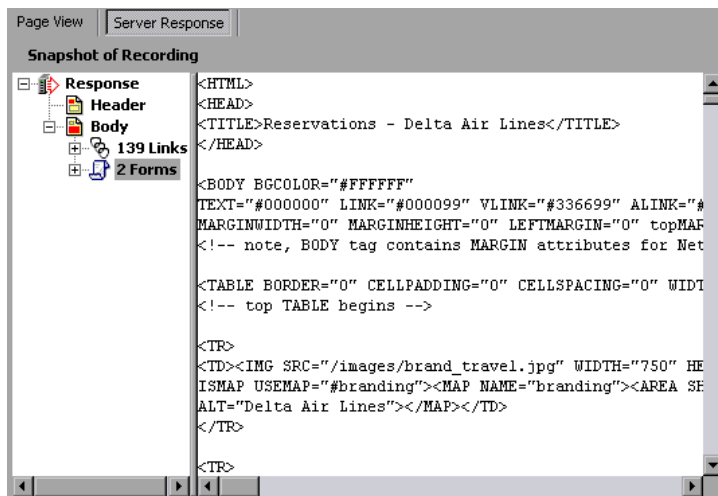 Page View Server Response
Snapshot of Recording
Response
Header
Body
139 Links
2 Forms
<HTML>
<HEAD>
<TITLE>Reservations - Delta Air Lines</TITLE>
</HEAD>
<BODY BGCOLOR="#FFFFFF"
TEXT="#000000" LINK="#000099" VLINK="#336699" ALINK="#
MARGINWIDTH="0" MARGINHEIGHT="0" LEFTMARGIN="0" topMAR
<!-- note, BODY tag contains MARGIN attributes for Net
<TABLE BORDER="0" CELLPADDING="0" CELLSPACING="0" WIDT
<!-- top TABLE begins -->
<TR>
<TD><IMG SRC="/images/brand_travel.jpg" WIDTH="750" HE
ISMAP USEMAP="#branding"><MAP NAME="branding"><AREA SH
ALT="Delta Air Lines"></MAP></TD>
</TR>
<TR>